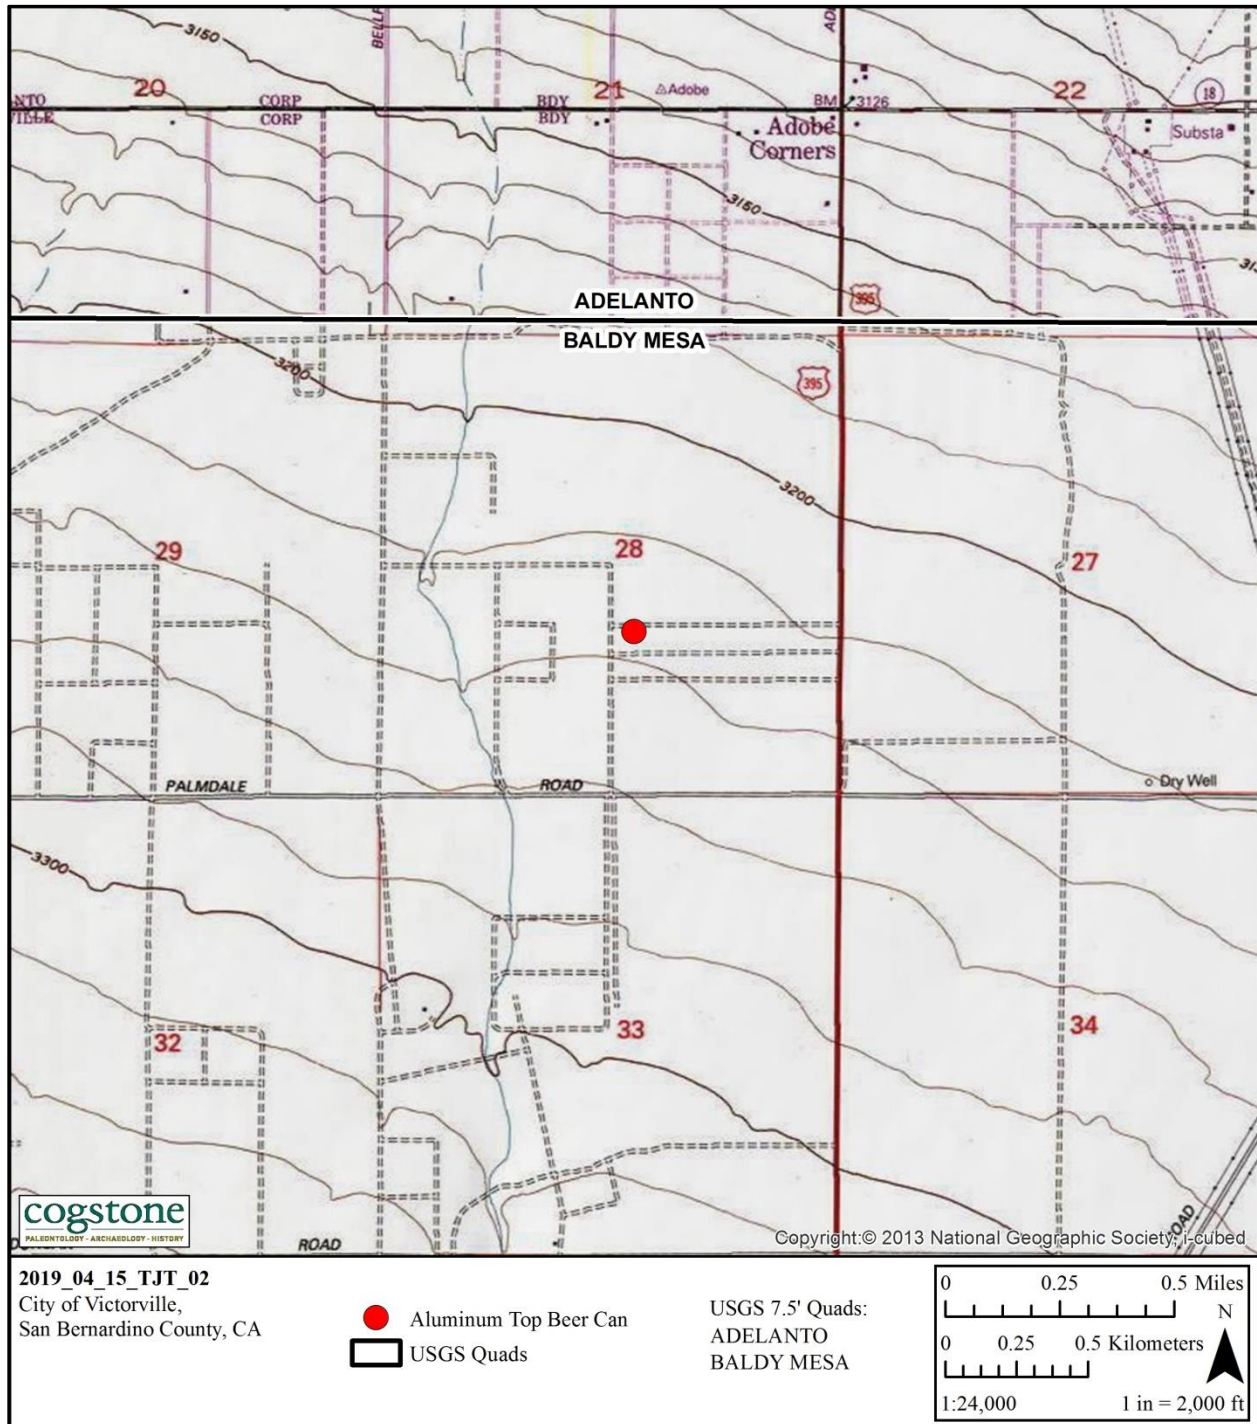 3150
BELLF
ADE
20
21
Adobe
22
18
NTO
CORP
BDY
BM
3126
VILLE
CORP
BDY
Adobe
Corners
Substa
3150
ADELANTO
395
BALDY MESA
3200
395
3200
29
28
27
PALMDALE
ROAD
Dry Well
3300
32
33
34
cogstone
PALEONTOLOGY - ARCHAEOLOGY - HISTORY
ROAD
ROAD
Copyright:© 2013 National Geographic Society, i-cubed
2019_04_15_TJT_02
City of Victorville,
San Bernardino County, CA
Aluminum Top Beer Can
USGS Quads
USGS 7.5' Quads:
ADELANTO
BALDY MESA
0 0.25 0.5 Miles
N
0 0.25 0.5 Kilometers
1:24,000 1 in = 2,000 ft